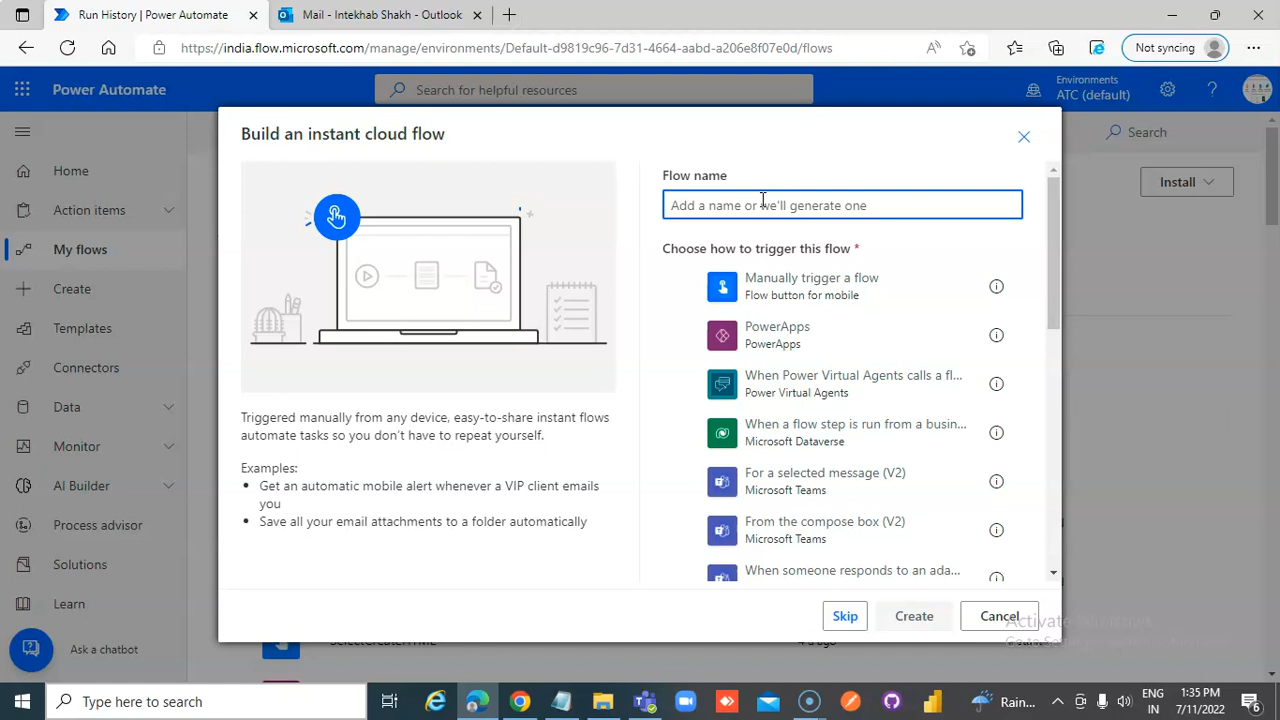 Run History | Power Automate
Mail - Intekhab Shakh - Outlook
https://india.flow.microsoft.com/manage/environments/Default-d9819c96-7d31-4664-aabd-a206e8f07e0d/flows
Not syncing
Power Automate
Search for helpful resources
Environments
ATC (default)
Build an instant cloud flow
Search
Install
Home
Action items
My flows
Create
Templates
Connectors
Data
Monitor
AI Builder
Process advisor
Solutions
Learn
Ask a chatbot
Triggered manually from any device, easy-to-share instant flows
automate tasks so you don't have to repeat yourself.
Examples:
Get an automatic mobile alert whenever a VIP client emails
you
Save all your email attachments to a folder automatically
Flow name
Add a name or we'll generate one
Choose how to trigger this flow *
Manually trigger a flow
Flow button for mobile
PowerApps
PowerApps
When Power Virtual Agents calls a fl...
Power Virtual Agents
When a flow step is run from a busin...
Microsoft Dataverse
For a selected message (V2)
Microsoft Teams
From the compose box (V2)
Microsoft Teams
When someone responds to an ada...
Skip
Create
Cancel
Activate Windows
Type here to search
Rain...
ENG
IN
1:35 PM
7/11/2022
6